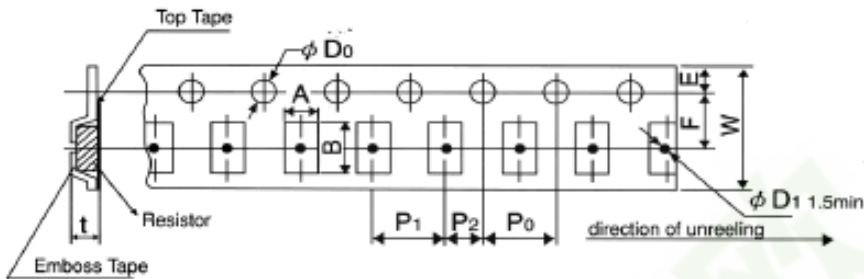 Top Tape
φ D0
A
B
E
F
W
t
Resistor
Emboss Tape
P1
P2
P0
φ D1 1.5min
direction of unreeling